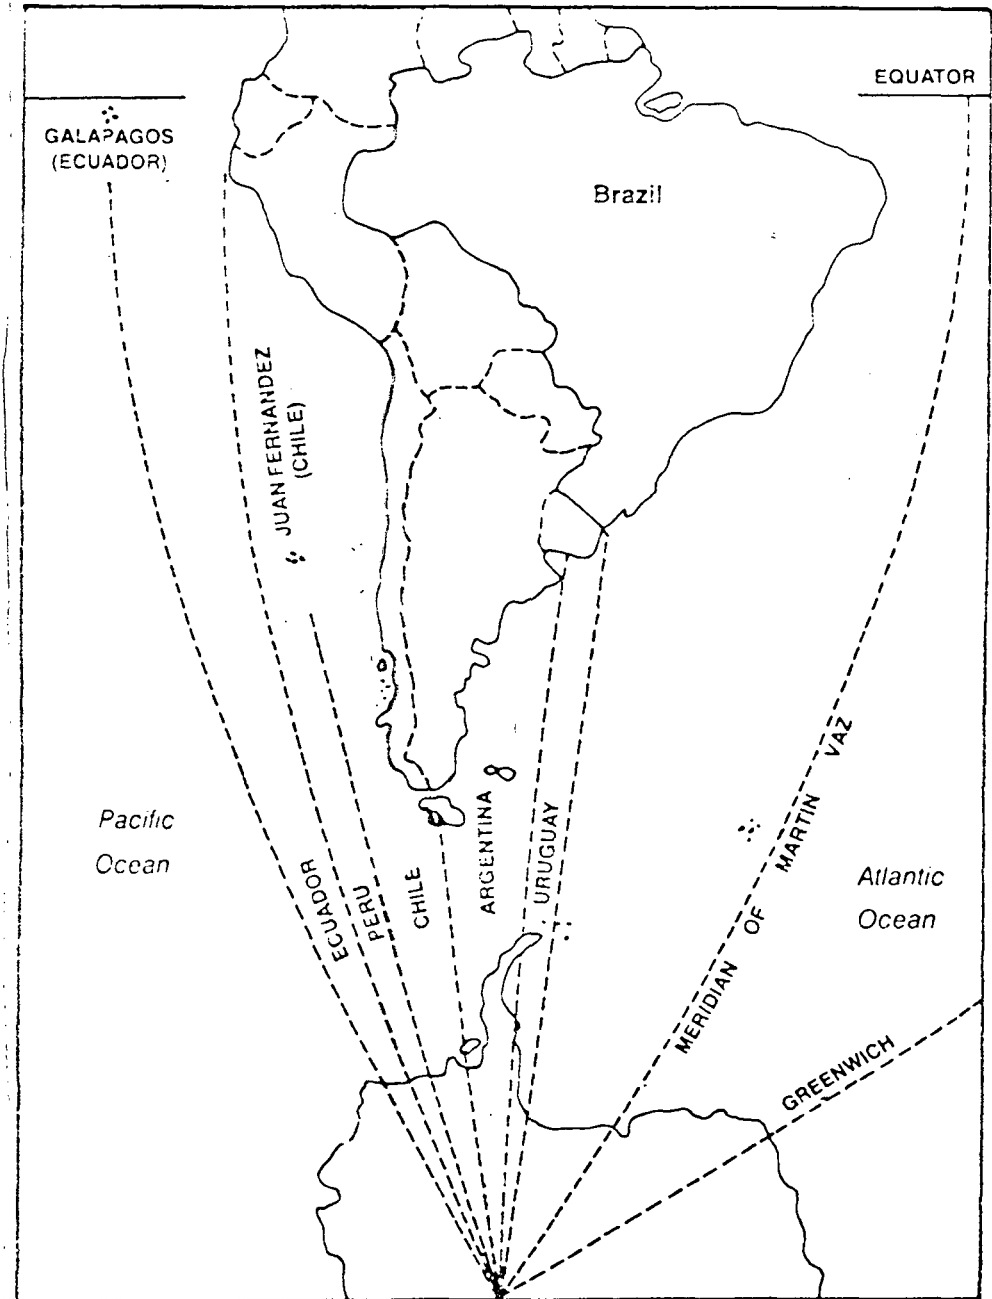 EQUATOR
GALAPAGOS
(ECUADOR)
Brazil
JUAN FERNANDEZ
(CHILE)
Pacific
Ocean
ECUADOR
PERU
CHILE
ARGENTINA
URUGUAY
MERIDIAN OF MARTIN VAZ
Atlantic
Ocean
GREENWICH